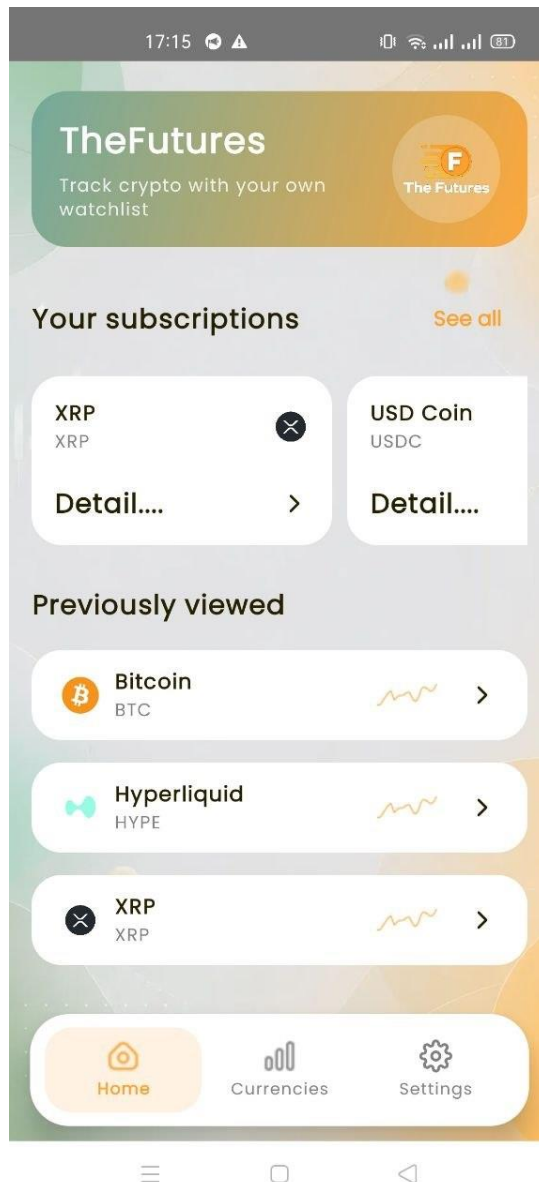 17:15
81
TheFutures
Track crypto with your own
watchlist
F
The Futures
Your subscriptions
See all
XRP
XRP
Detail....
USD Coin
USDC
Detail....
Previously viewed
Bitcoin
BTC
Hyperliquid
HYPE
XRP
XRP
Home
Currencies
Settings